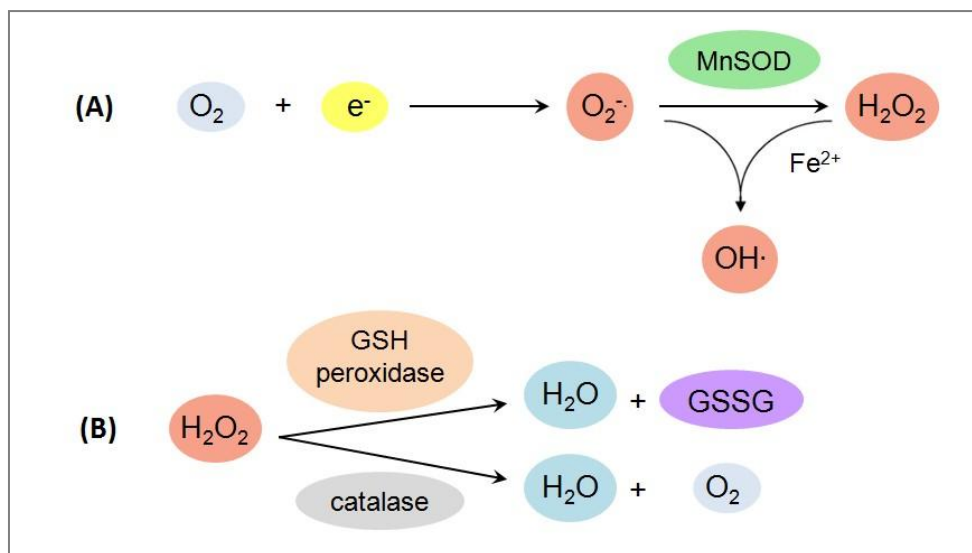 MnSOD
(A) O₂ + e⁻ O₂⁻· H₂O₂
Fe²⁺
OH·
GSH
peroxidase
H₂O + GSSG
(B) H₂O₂
H₂O + O₂
catalase